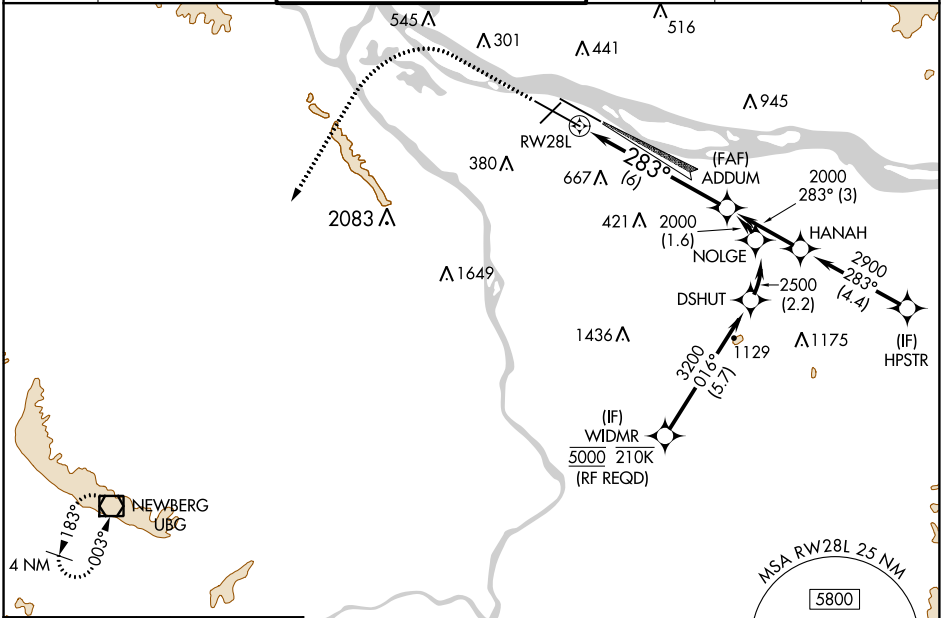 545
301
441
516
945
RW28L
283°
(6)
380
667
(FAF)
ADDUM
2000
283° (3)
2083
421
2000
(1.6)
NOLGE
HANAH
1649
2900
283°
(4.4)
DSHUT
2500
(2.2)
1436
1129
1175
(IF)
HPSTR
3200
016°
(5.7)
(IF)
WIDMR
5000 210K
(RF REQD)
NEWBERG
UBG
183°
003°
4 NM
MSA RW28L 25 NM
5800